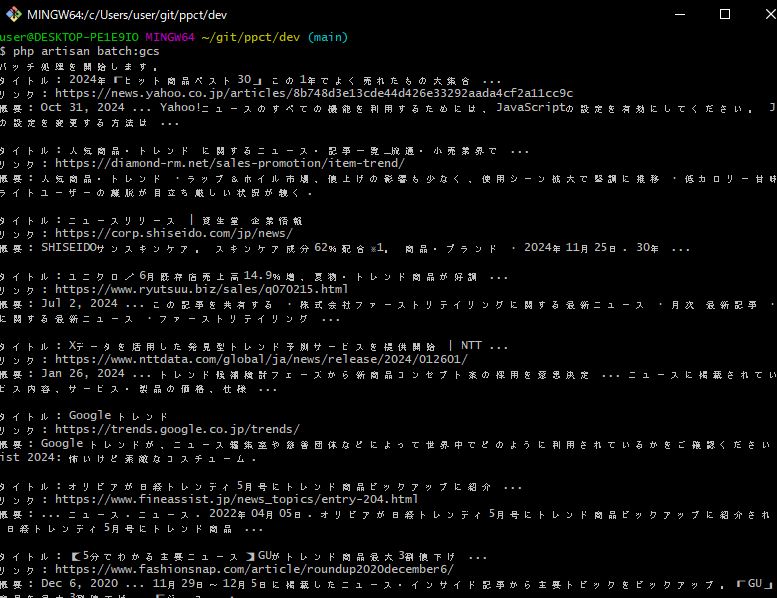 MINGW64:/c/Users/user/git/ppct/dev
user@DESKTOP-PE1E9IO MINGW64 ~/git/ppct/dev (main)
$ php artisan batch:gcs
バッチ処理を開始します。
タイトル: 2024年『ヒット商品ベスト30』この1年でよく売れたもの大集合 ...
リンク: https://news.yahoo.co.jp/articles/8b748d3e13cde44d426e33292aada4cf2a11cc9c
概要: Oct 31, 2024 ... Yahoo!ニュースのすべての機能を利用するためには、JavaScriptの設定を有効にしてください。 J
の設定を変更する方法は ...
タイトル: 人気商品・トレンド に関するニュース・記事一覧_流通・小売業界で ...
リンク: https://diamond-rm.net/sales-promotion/item-trend/
概要: 人気商品・トレンド ・ラップ＆ホイル市場、値上げの影響も少なく、使用シーン拡大で堅調に推移 ・低カロリー甘味
ライトユーザーの離脱が目立ち厳しい状況が続く.
タイトル: ニュースリリース | 資生堂 企業情報
リンク: https://corp.shiseido.com/jp/news/
概要: SHISEIDOサンスキンケア。 スキンケア成分62%配合※1。 商品・ブランド · 2024年11月25日. 30年 ...
タイトル: ユニクロ／6月既存店売上高14.9%増、夏物・トレンド商品が好調 ...
リンク: https://www.ryutsuu.biz/sales/q070215.html
概要: Jul 2, 2024 ... この記事を共有する · 株式会社ファーストリテイリングに関する最新ニュース · 月次 最新記事 ·
に関する最新ニュース · ファーストリテイリング ...
タイトル: Xデータを活用した発見型トレンド予測サービスを提供開始 | NTT ...
リンク: https://www.nttdata.com/global/ja/news/release/2024/012601/
概要: Jan 26, 2024 ... トレンド候補検討フェーズから新商品コンセプト案の採用を意思決定 ... ニュースに掲載されてい
ビス内容、サービス・製品の価格、仕様 ...
タイトル: Google トレンド
リンク: https://trends.google.co.jp/trends/
概要: Google トレンドが、ニュース編集室や慈善団体などによって世界中でどのように利用されているかをご確認ください
ist 2024: 怖いけど素敵なコスチューム.
タイトル: オリビアが日経トレンディ5月号にトレンド商品ピックアップに紹介 ...
リンク: https://www.fineassist.jp/news_topics/entry-204.html
概要: ... ニュース・ニュース. 2022年04月05日. オリビアが日経トレンディ5月号にトレンド商品ピックアップに紹介され
日経トレンディ5月号にトレンド商品 ...
タイトル: 【5分でわかる主要ニュース】GUがトレンド商品最大3割値下げ ...
リンク: https://www.fashionsnap.com/article/roundup2020december6/
概要: Dec 6, 2020 ... 11月29日〜12月5日に掲載したニュース・インサイド記事から主要トピックをピックアップ。「GU」